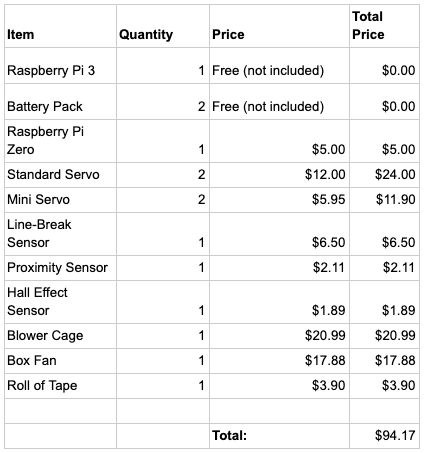 Item Quantity Price Total Price
Raspberry Pi 3 1 Free (not included) $0.00
Battery Pack 2 Free (not included) $0.00
Raspberry Pi Zero 1 $5.00 $5.00
Standard Servo 2 $12.00 $24.00
Mini Servo 2 $5.95 $11.90
Line-Break Sensor 1 $6.50 $6.50
Proximity Sensor 1 $2.11 $2.11
Hall Effect Sensor 1 $1.89 $1.89
Blower Cage 1 $20.99 $20.99
Box Fan 1 $17.88 $17.88
Roll of Tape 1 $3.90 $3.90
Total: $94.17